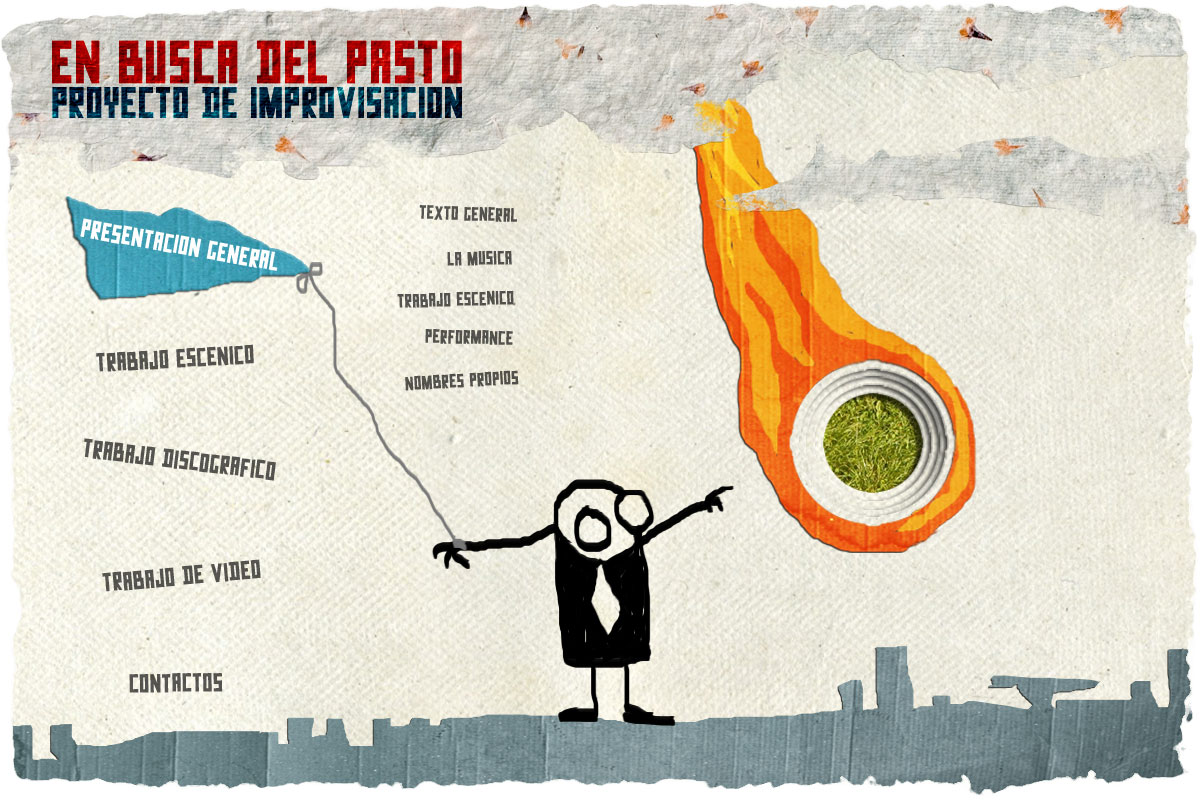 EN BUSCA DEL PASTO
PROYECTO DE IMPROVISACION
PRESENTACION GENERAL
TRABAJO ESCENICO
TRABAJO DISCOGRAFICO
TRABAJO DE VIDEO
CONTACTOS
TEXTO GENERAL
LA MUSICA
TRABAJO ESCENICO
PERFORMANCE
NOMBRES PROPIOS